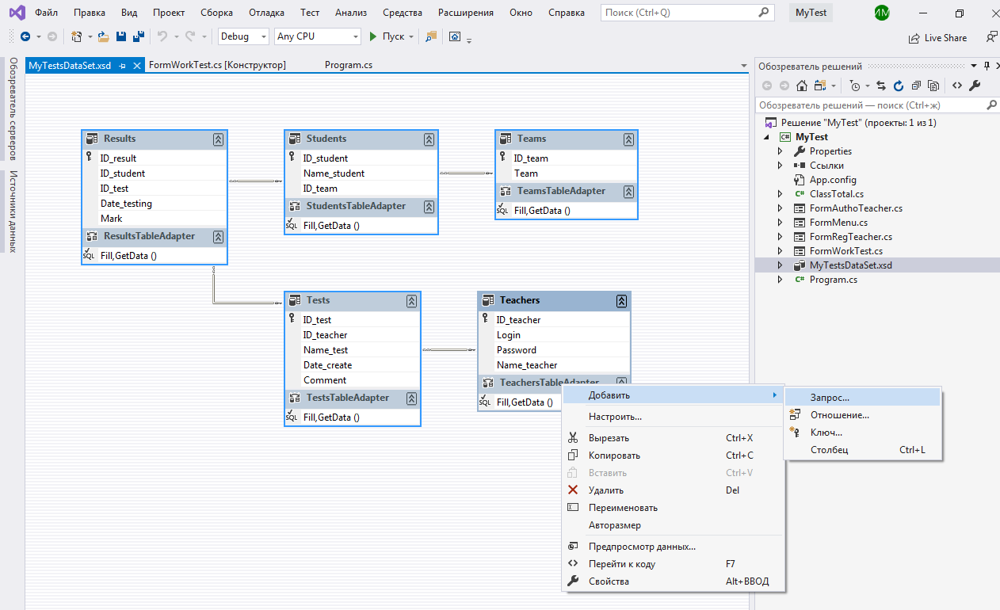 Файл Правка Вид Проект Сборка Отладка Тест Анализ Средства Расширения Окно Справка Поиск (Ctrl+Q) MyTest ИМ
Debug Any CPU Пуск Live Share
MyTestsDataSet.xsd FormWorkTest.cs [Конструктор] Program.cs
Обозреватель серверов
Источники данных
Results
ID_result
ID_student
ID_test
Date_testing
Mark
ResultsTableAdapter
SQL Fill,GetData ()
Students
ID_student
Name_student
ID_team
StudentsTableAdapter
SQL Fill,GetData ()
Teams
ID_team
Team
TeamsTableAdapter
SQL Fill,GetData ()
Tests
ID_test
ID_teacher
Name_test
Date_create
Comment
TestsTableAdapter
SQL Fill,GetData ()
Teachers
ID_teacher
Login
Password
Name_teacher
TeachersTableAdapter
SQL Fill,GetData ()
Добавить
Настроить...
Вырезать Ctrl+X
Копировать Ctrl+C
Вставить Ctrl+V
Удалить Del
Переименовать
Авторазмер
Предпросмотр данных...
Перейти к коду F7
Свойства Alt+ВВОД
Запрос...
Отношение...
Ключ...
Столбец Ctrl+L
Обозреватель решений
Обозреватель решений — поиск (Ctrl+ж)
Решение "MyTest" (проекты: 1 из 1)
C# MyTest
Properties
Ссылки
App.config
C# ClassTotal.cs
FormAuthoTeacher.cs
FormMenu.cs
FormRegTeacher.cs
FormWorkTest.cs
MyTestsDataSet.xsd
C# Program.cs